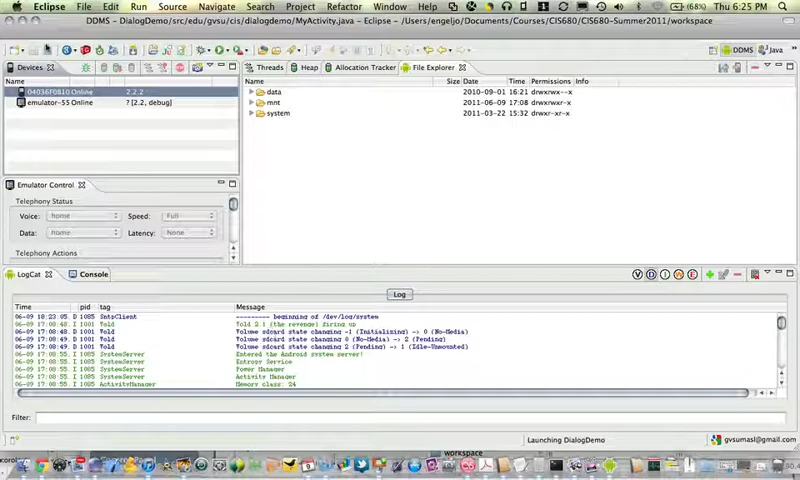 Eclipse File Edit Run Source Navigate Search Project Refactor Window Help (68%) Thu 6:25 PM
DDMS - DialogDemo/src/edu/gvsu/cis/dialogdemo/MyActivity.java - Eclipse - /Users/engeljo/Documents/Courses/CIS680/CIS680-Summer2011/workspace
DDMS Java
Devices
Name
04036F0810 Online 2.2.2
emulator-55 Online ? [2.2, debug]
Threads Heap Allocation Tracker File Explorer
Name Size Date Time Permissions Info
data 2010-09-01 16:21 drwxrwx--x
mnt 2011-06-09 17:08 drwxrwxr-x
system 2011-03-22 15:32 drwxr-xr-x
Emulator Control
Telephony Status
Voice: home Speed: Full
Data: home Latency: None
Telephony Actions
LogCat Console
V D I W E
Log
Time pid tag Message
06-09 18:23:05. D 1085 SntpClient --------- beginning of /dev/log/system
06-09 17:08:48. I 1001 Vold Vold 2.1 (the revenge) firing up
06-09 17:08:48. D 1001 Vold Volume sdcard state changing -1 (Initializing) -> 0 (No-Media)
06-09 17:08:49. D 1001 Vold Volume sdcard state changing 0 (No-Media) -> 2 (Pending)
06-09 17:08:49. D 1001 Vold Volume sdcard state changing 2 (Pending) -> 1 (Idle-Unmounted)
06-09 17:08:55. I 1085 SystemServer Entered the Android system server!
06-09 17:08:55. I 1085 SystemServer Entropy Service
06-09 17:08:55. I 1085 SystemServer Power Manager
06-09 17:08:55. I 1085 SystemServer Activity Manager
06-09 17:08:55. I 1085 ActivityManager Memory class: 24
Filter:
Launching DialogDemo gvsumasl@gmail.com
workspace